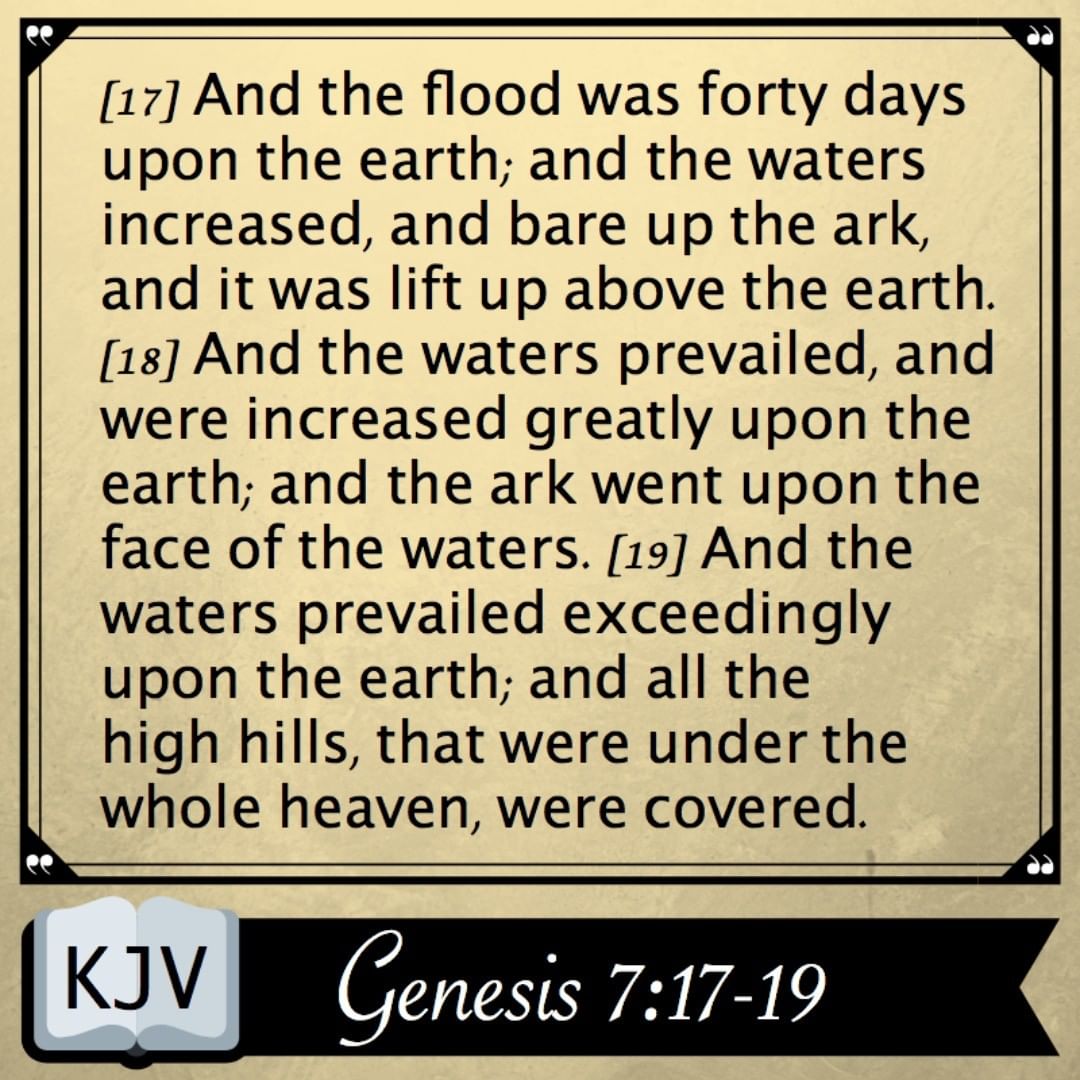 [17] And the flood was forty days
upon the earth; and the waters
increased, and bare up the ark,
and it was lift up above the earth.
[18] And the waters prevailed, and
were increased greatly upon the
earth; and the ark went upon the
face of the waters. [19] And the
waters prevailed exceedingly
upon the earth; and all the
high hills, that were under the
whole heaven, were covered.
KJV
Genesis 7:17-19